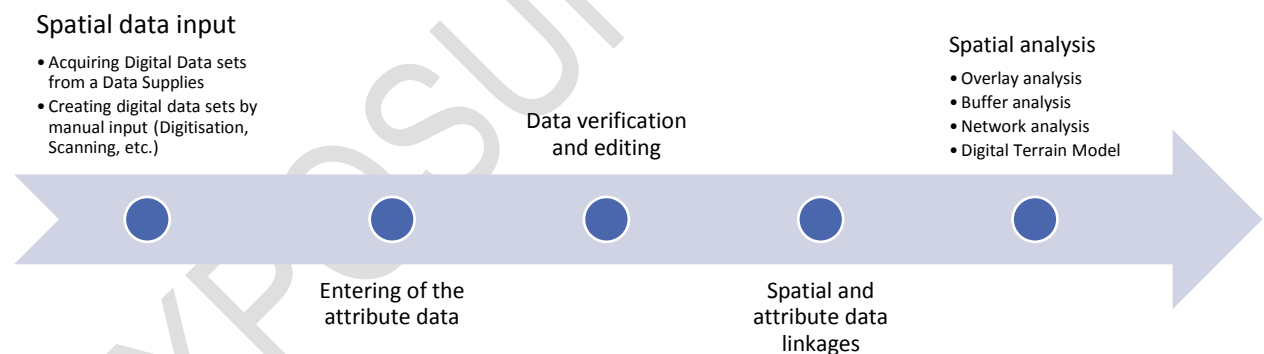 Spatial data input
• Acquiring Digital Data sets
from a Data Supplies
• Creating digital data sets by
manual input (Digitisation,
Scanning, etc.)
Entering of the
attribute data
Data verification
and editing
Spatial and
attribute data
linkages
Spatial analysis
• Overlay analysis
• Buffer analysis
• Network analysis
• Digital Terrain Model